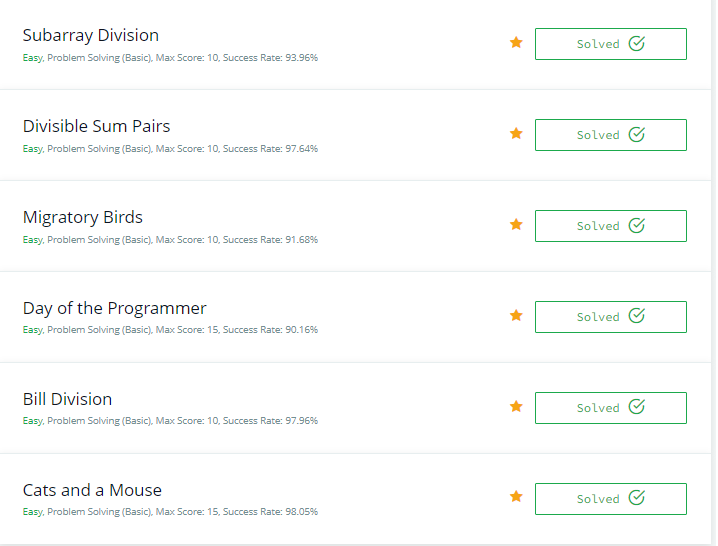 Subarray Division
Easy, Problem Solving (Basic), Max Score: 10, Success Rate: 93.96%
Solved
Divisible Sum Pairs
Easy, Problem Solving (Basic), Max Score: 10, Success Rate: 97.64%
Solved
Migratory Birds
Easy, Problem Solving (Basic), Max Score: 10, Success Rate: 91.68%
Solved
Day of the Programmer
Easy, Problem Solving (Basic), Max Score: 15, Success Rate: 90.16%
Solved
Bill Division
Easy, Problem Solving (Basic), Max Score: 10, Success Rate: 97.96%
Solved
Cats and a Mouse
Easy, Problem Solving (Basic), Max Score: 15, Success Rate: 98.05%
Solved